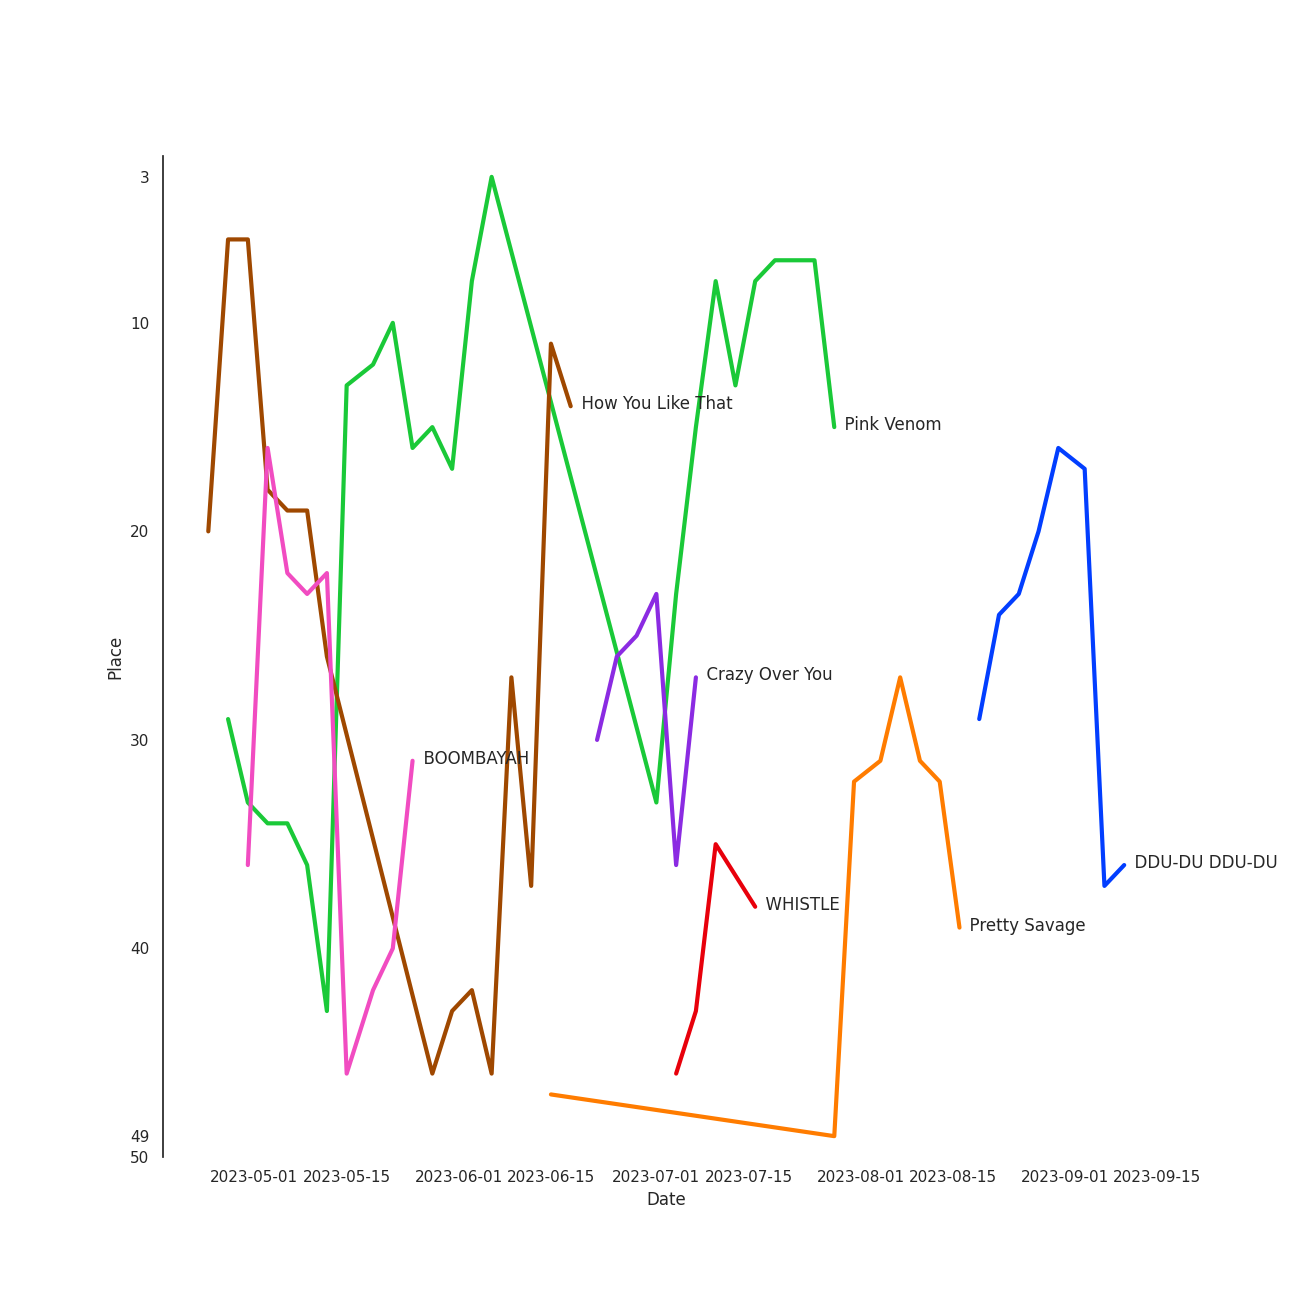 3
10
How You Like That
Pink Venom
20
Place
Crazy Over You
30
BOOMBAYAH
DDU-DU DDU-DU
WHISTLE
Pretty Savage
40
49
50
2023-05-01 2023-05-15 2023-06-01 2023-06-15 2023-07-01 2023-07-15 2023-08-01 2023-08-15 2023-09-01 2023-09-15
Date